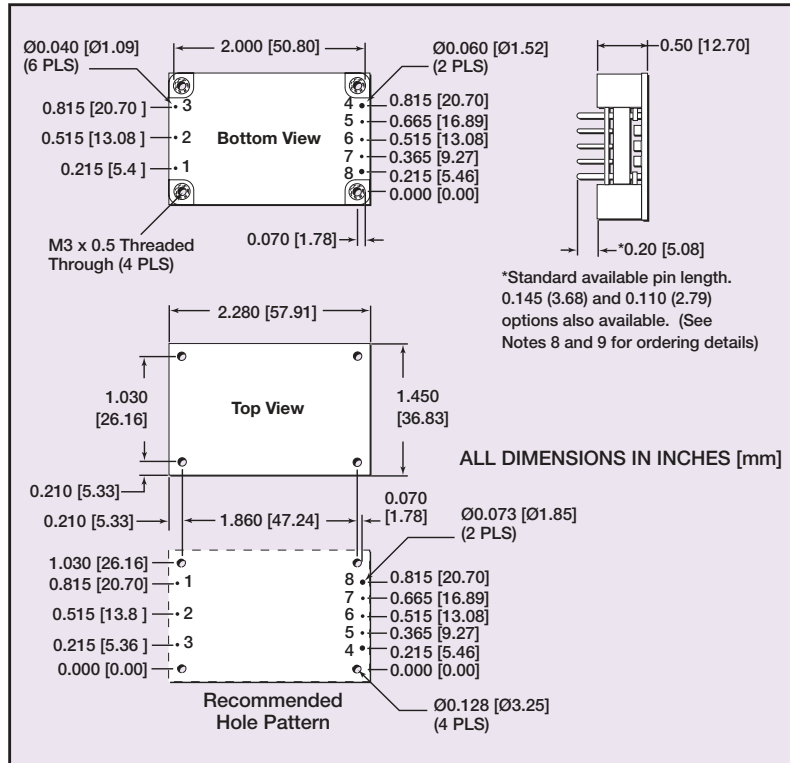 Ø0.040 [Ø1.09]
(6 PLS)
2.000 [50.80]
Ø0.060 [Ø1.52]
(2 PLS)
0.50 [12.70]
0.815 [20.70 ]
3
0.515 [13.08 ]
2
0.215 [5.4 ]
1
Bottom View
4
0.815 [20.70]
5
0.665 [16.89]
6
0.515 [13.08]
7
0.365 [9.27]
8
0.215 [5.46]
0.000 [0.00]
M3 x 0.5 Threaded
Through (4 PLS)
0.070 [1.78]
*0.20 [5.08]
*Standard available pin length.
0.145 (3.68) and 0.110 (2.79)
options also available. (See
Notes 8 and 9 for ordering details)
2.280 [57.91]
1.030
[26.16]
Top View
1.450
[36.83]
ALL DIMENSIONS IN INCHES [mm]
0.210 [5.33]
0.210 [5.33]
1.860 [47.24]
0.070
[1.78]
Ø0.073 [Ø1.85]
(2 PLS)
1.030 [26.16]
0.815 [20.70]
1
0.515 [13.8 ]
2
0.215 [5.36 ]
3
0.000 [0.00]
8
0.815 [20.70]
7
0.665 [16.89]
6
0.515 [13.08]
5
0.365 [9.27]
4
0.215 [5.46]
0.000 [0.00]
Recommended
Hole Pattern
Ø0.128 [Ø3.25]
(4 PLS)